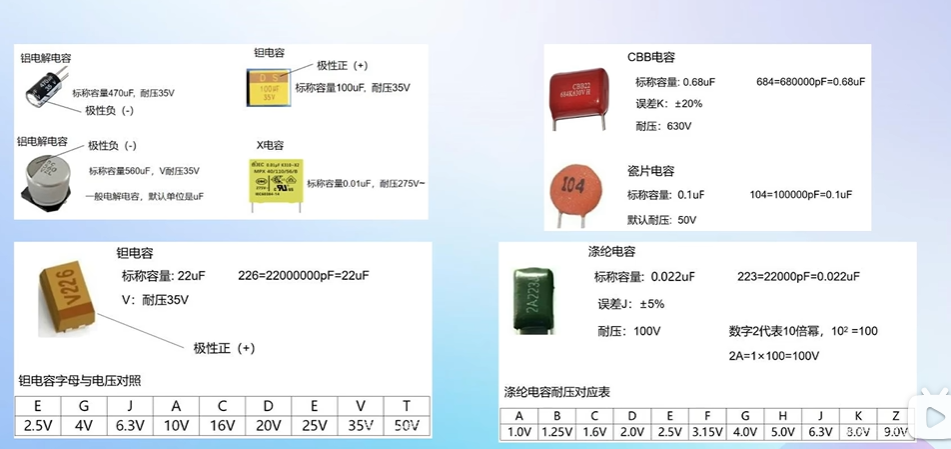 铝电解电容
470uF
35V
标称容量470uF, 耐压35V
极性负（-）
钽电容
极性正（+）
D S
100uF
35V
标称容量100uF, 耐压35V
铝电解电容
极性负（-）
标称容量560uF，V耐压35V
一般电解电容，默认单位是uF
X电容
标称容量0.01uF，耐压275V~
CBB电容
CBB22
684K630V
标称容量: 0.68uF
684=680000pF=0.68uF
误差K：±20%
耐压：630V
瓷片电容
104
标称容量：0.1uF
104=100000pF=0.1uF
默认耐压：50V
钽电容
V226
标称容量: 22uF
226=22000000pF=22uF
V：耐压35V
极性正（+）
钽电容字母与电压对照
E G J A C D E V T
2.5V 4V 6.3V 10V 16V 20V 25V 35V 50V
涤纶电容
2A223J
标称容量：0.022uF
223=22000pF=0.022uF
误差J：±5%
耐压：100V
数字2代表10倍幂，10² =100
2A=1×100=100V
涤纶电容耐压对应表
A B C D E F G H J K Z
1.0V 1.25V 1.6V 2.0V 2.5V 3.15V 4.0V 5.0V 6.3V 8.0V 9.0V